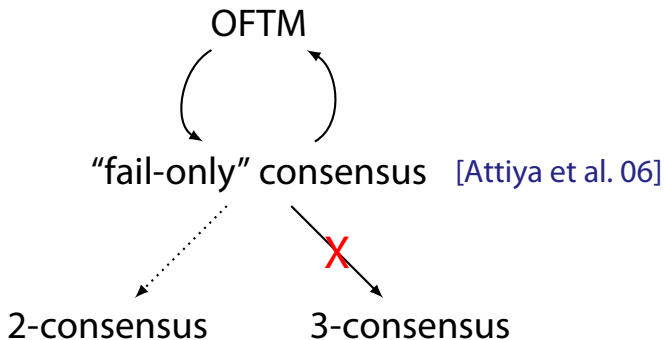 OFTM
“fail-only” consensus [Attiya et al. 06]
X
2-consensus 3-consensus